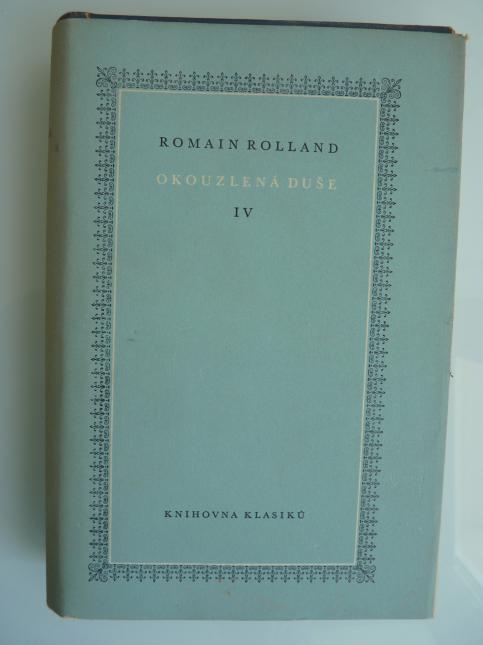 ROMAIN ROLLAND
OKOUZLENÁ DUŠE
IV
KNIHOVNA KLASIKŮ